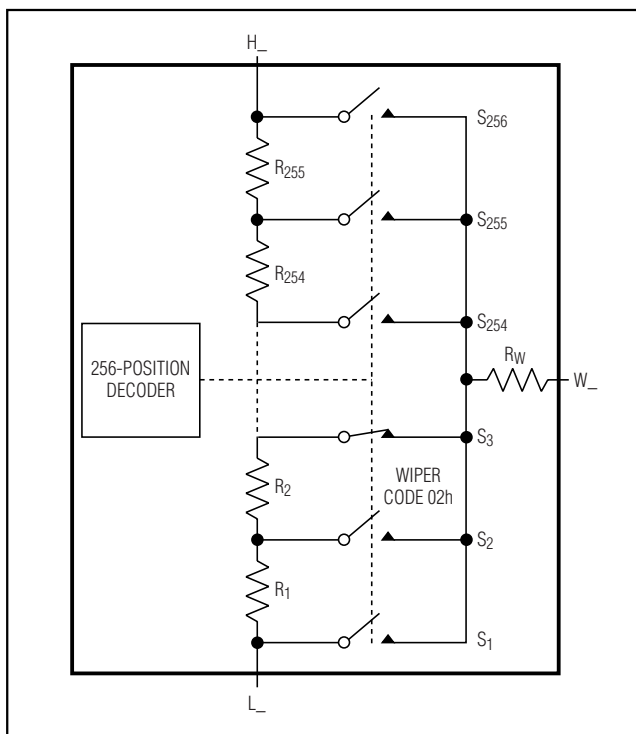 H_
S256
R255
S255
R254
S254
256-POSITION
DECODER
RW
W_
S3
R2
WIPER
CODE 02h
S2
R1
S1
L_